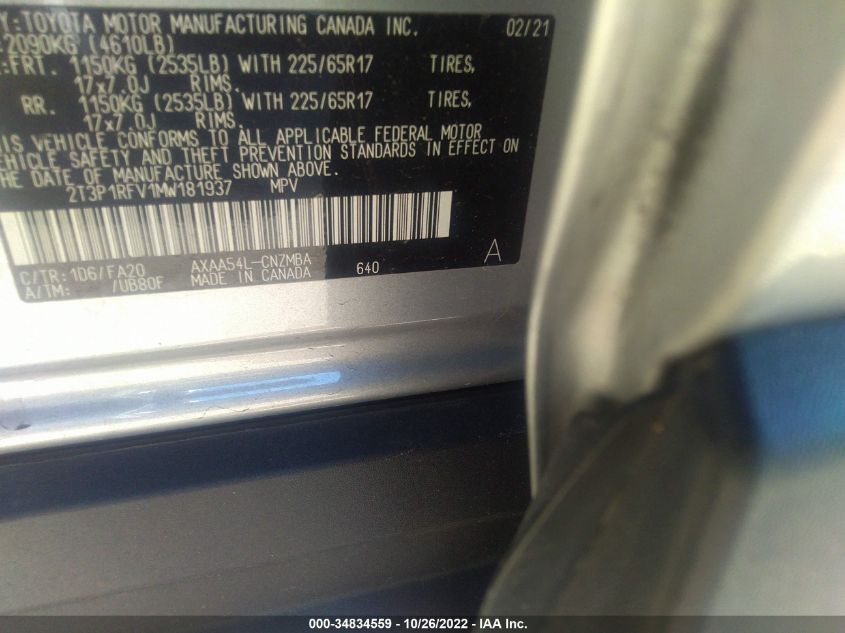 Y:TOYOTA MOTOR MANUFACTURING CANADA INC. 02/21
2090KG (4610LB)
:FRT. 1150KG (2535LB) WITH 225/65R17 TIRES,
17x7.0J RIMS.
RR. 1150KG (2535LB) WITH 225/65R17 TIRES,
17x7.0J RIMS.
IS VEHICLE CONFORMS TO ALL APPLICABLE FEDERAL MOTOR
EHICLE SAFETY AND THEFT PREVENTION STANDARDS IN EFFECT ON
HE DATE OF MANUFACTURE SHOWN ABOVE.
2T3P1RFV1MW181937 MPV
C/TR:1D6/FA20 AXAA54L-CNZMBA A
A/TM: /UB80F MADE IN CANADA 640
000-34834559 | 10/26/2022 - IAA Inc.